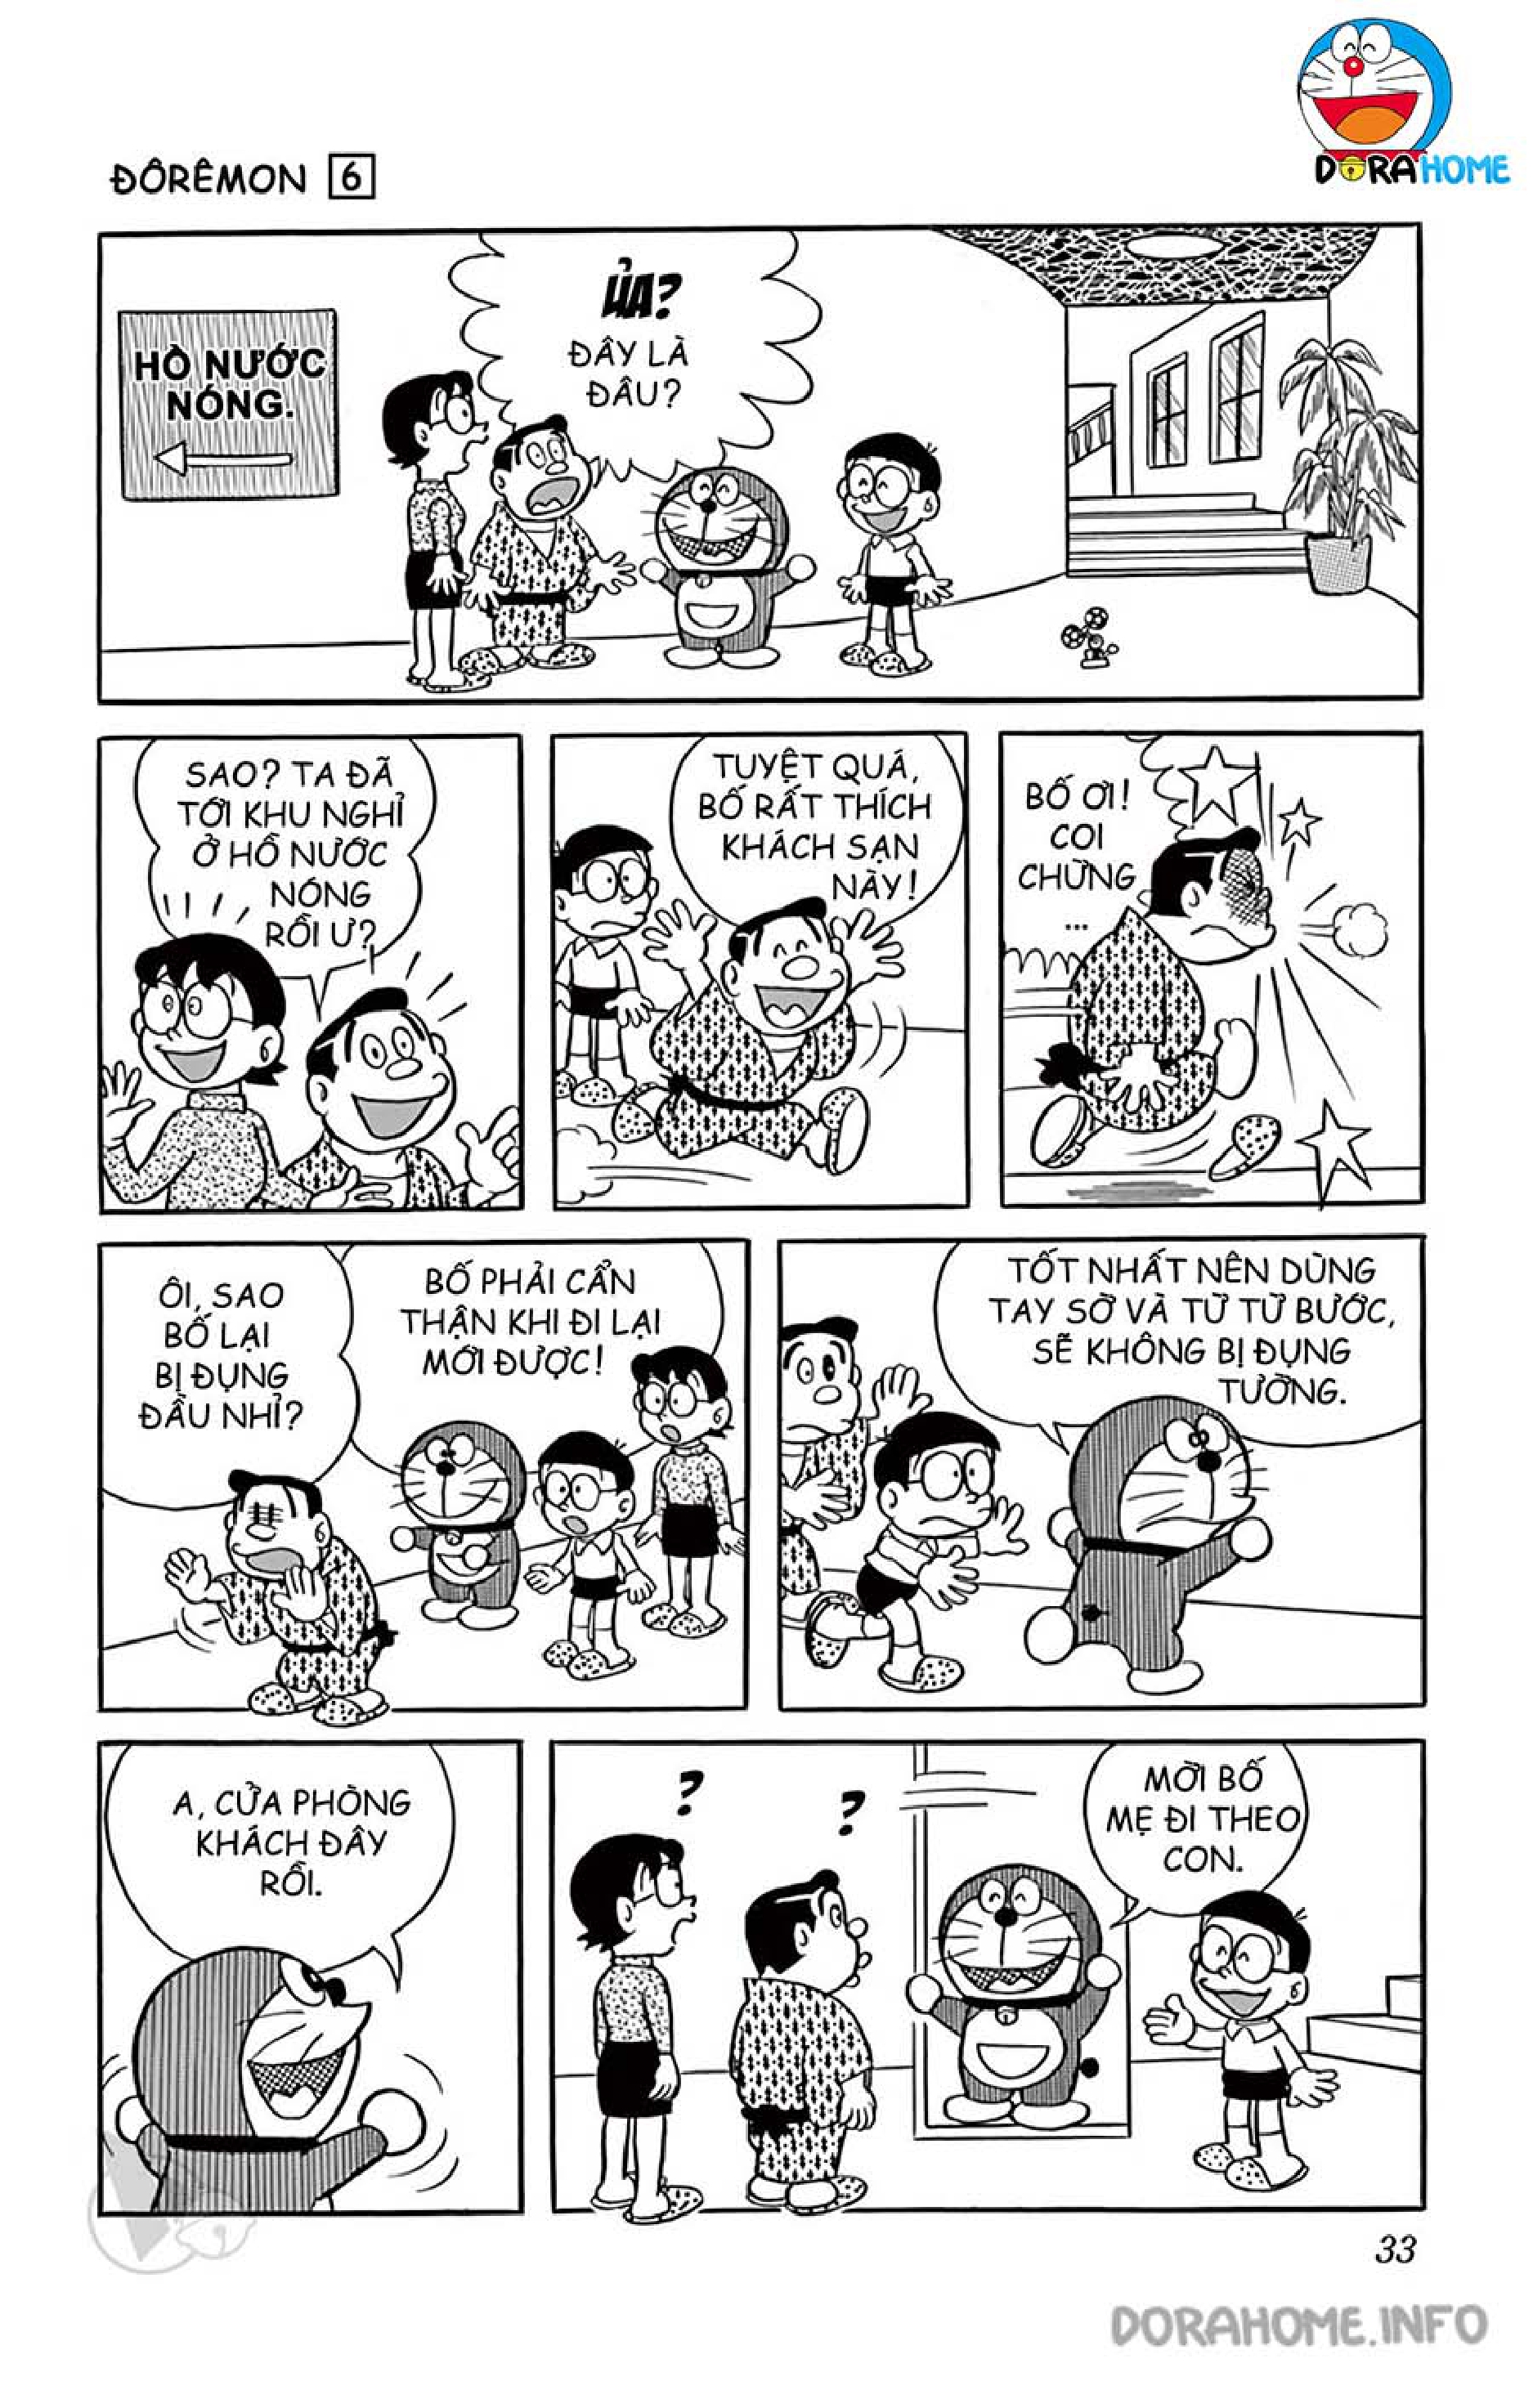 DORAHOME
ĐÔRÊMON 6
HỒ NƯỚC
NÓNG.
ỦA?
ĐÂY LÀ
ĐÂU?
SAO? TA ĐÃ
TỚI KHU NGHỈ
Ở HỒ NƯỚC
NÓNG
RỒI Ư?
TUYỆT QUÁ,
BỐ RẤT THÍCH
KHÁCH SẠN
NÀY!
BỐ ƠI!
COI
CHỪNG
...
ÔI, SAO
BỐ LẠI
BỊ ĐỤNG
ĐẦU NHỈ?
BỐ PHẢI CẨN
THẬN KHI ĐI LẠI
MỚI ĐƯỢC!
TỐT NHẤT NÊN DÙNG
TAY SỜ VÀ TỪ TỪ BƯỚC,
SẼ KHÔNG BỊ ĐỤNG
TƯỜNG.
A, CỬA PHÒNG
KHÁCH ĐÂY
RỒI.
?
?
MỜI BỐ
MẸ ĐI THEO
CON.
33
DORAHOME.INFO